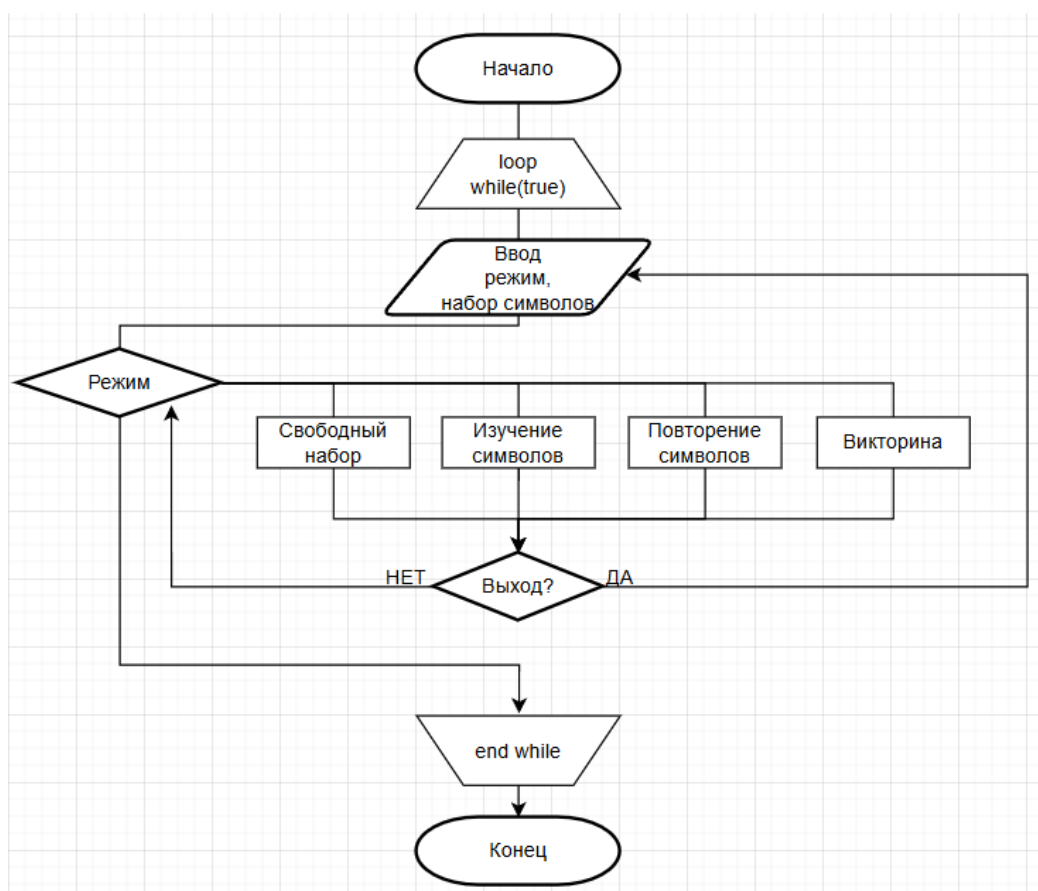 Начало
loop
while(true)
Ввод
режим,
набор символов
Режим
Свободный
набор
Изучение
символов
Повторение
символов
Викторина
НЕТ
Выход?
ДА
end while
Конец